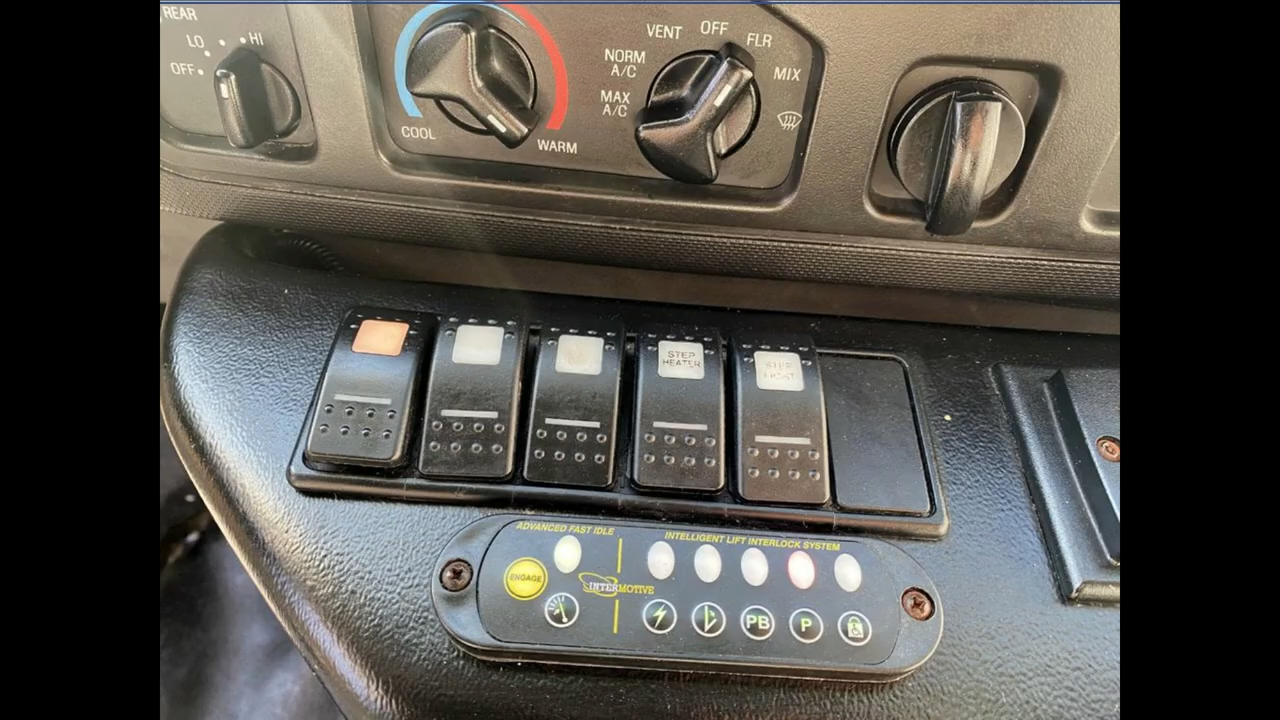 REAR
LO
HI
OFF
COOL
WARM
VENT
OFF
FLR
NORM
A/C
MIX
MAX
A/C
STEP
HEATER
STEP
ADVANCED FAST IDLE
INTELLIGENT LIFT INTERLOCK SYSTEM
ENGAGE
INTERMOTIVE
PB
P